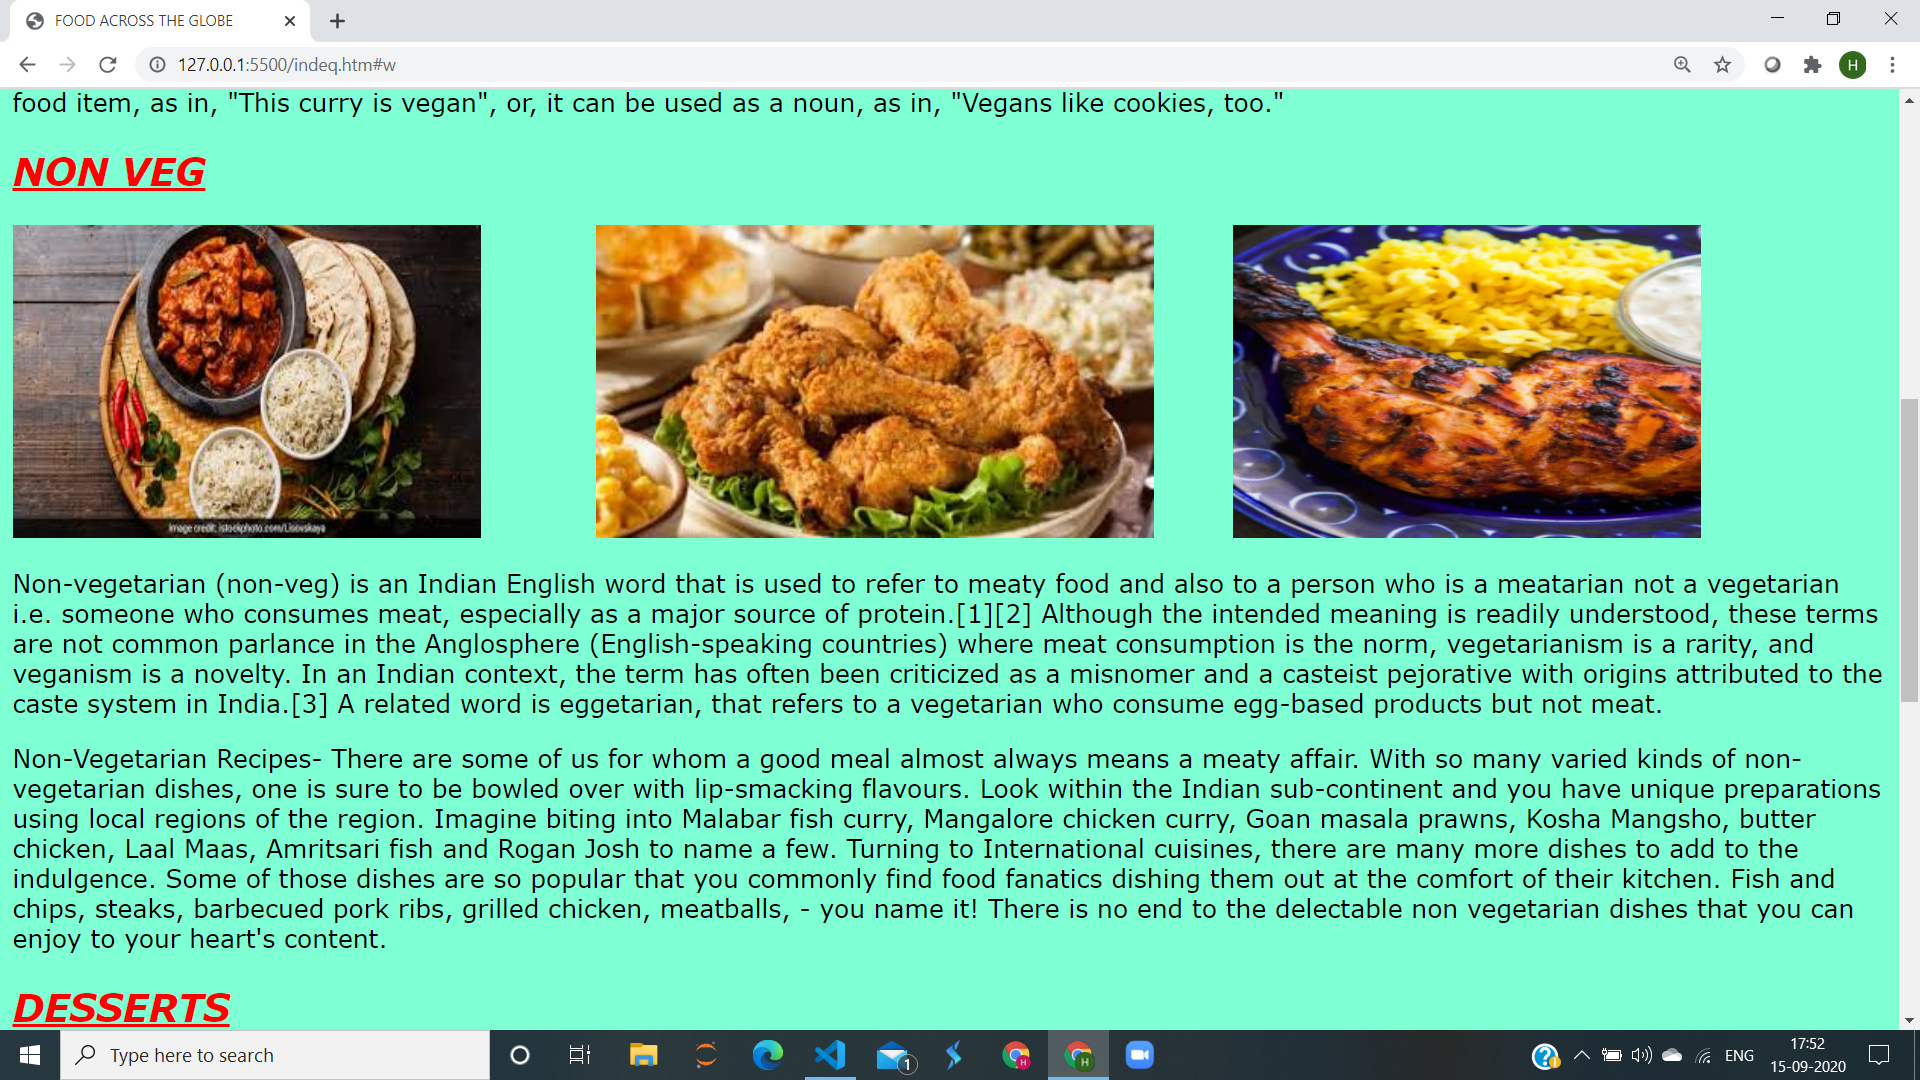 FOOD ACROSS THE GLOBE
127.0.0.1:5500/indeq.htm#w
H
food item, as in, "This curry is vegan", or, it can be used as a noun, as in, "Vegans like cookies, too."
NON VEG
image credit: istockphoto.com/Lisovskaya
Non-vegetarian (non-veg) is an Indian English word that is used to refer to meaty food and also to a person who is a meatarian not a vegetarian
i.e. someone who consumes meat, especially as a major source of protein.[1][2] Although the intended meaning is readily understood, these terms
are not common parlance in the Anglosphere (English-speaking countries) where meat consumption is the norm, vegetarianism is a rarity, and
veganism is a novelty. In an Indian context, the term has often been criticized as a misnomer and a casteist pejorative with origins attributed to the
caste system in India.[3] A related word is eggetarian, that refers to a vegetarian who consume egg-based products but not meat.
Non-Vegetarian Recipes- There are some of us for whom a good meal almost always means a meaty affair. With so many varied kinds of non-
vegetarian dishes, one is sure to be bowled over with lip-smacking flavours. Look within the Indian sub-continent and you have unique preparations
using local regions of the region. Imagine biting into Malabar fish curry, Mangalore chicken curry, Goan masala prawns, Kosha Mangsho, butter
chicken, Laal Maas, Amritsari fish and Rogan Josh to name a few. Turning to International cuisines, there are many more dishes to add to the
indulgence. Some of those dishes are so popular that you commonly find food fanatics dishing them out at the comfort of their kitchen. Fish and
chips, steaks, barbecued pork ribs, grilled chicken, meatballs, - you name it! There is no end to the delectable non vegetarian dishes that you can
enjoy to your heart's content.
DESSERTS
Type here to search
1
H
H
ENG
17:52
15-09-2020